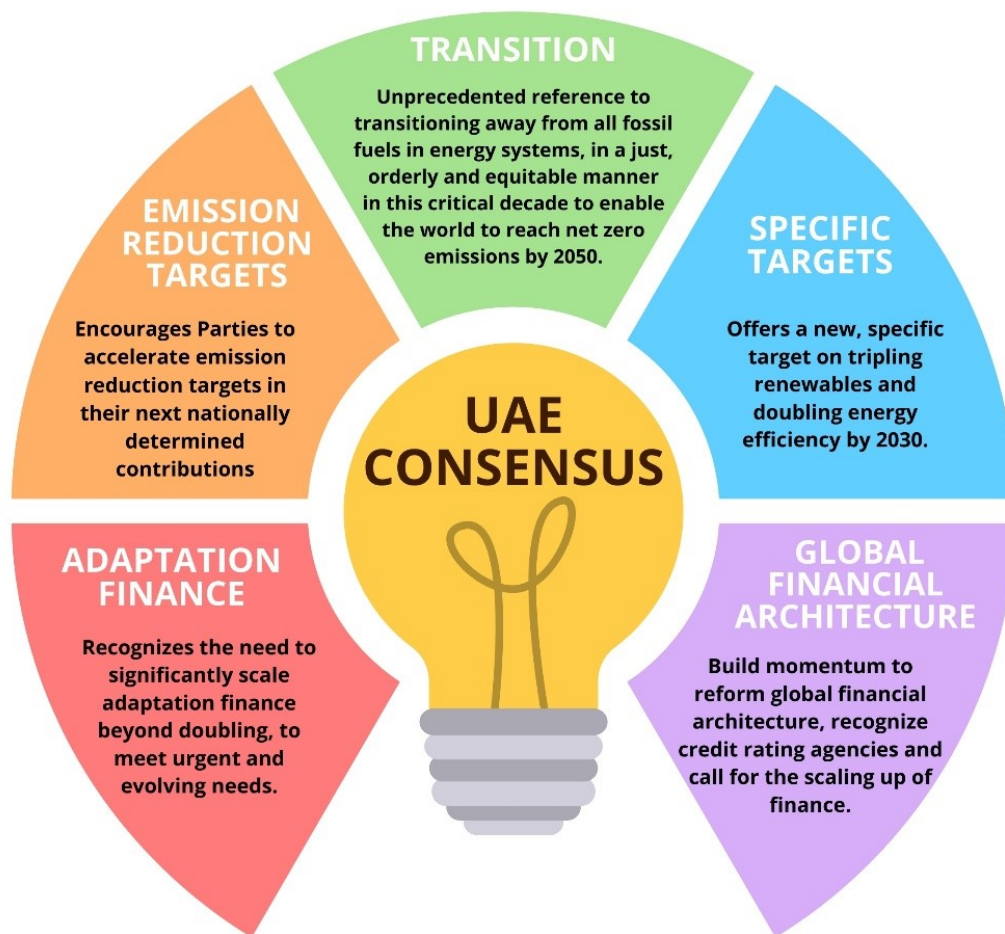 TRANSITION
Unprecedented reference to
transitioning away from all fossil
fuels in energy systems, in a just,
orderly and equitable manner
in this critical decade to enable
the world to reach net zero
emissions by 2050.
EMISSION
REDUCTION
TARGETS
Encourages Parties to
accelerate emission
reduction targets in
their next nationally
determined
contributions
SPECIFIC
TARGETS
Offers a new, specific
target on tripling
renewables and
doubling energy
efficiency by 2030.
UAE
CONSENSUS
ADAPTATION
FINANCE
Recognizes the need to
significantly scale
adaptation finance
beyond doubling, to
meet urgent and
evolving needs.
GLOBAL
FINANCIAL
ARCHITECTURE
Build momentum to
reform global financial
architecture, recognize
credit rating agencies and
call for the scaling up of
finance.